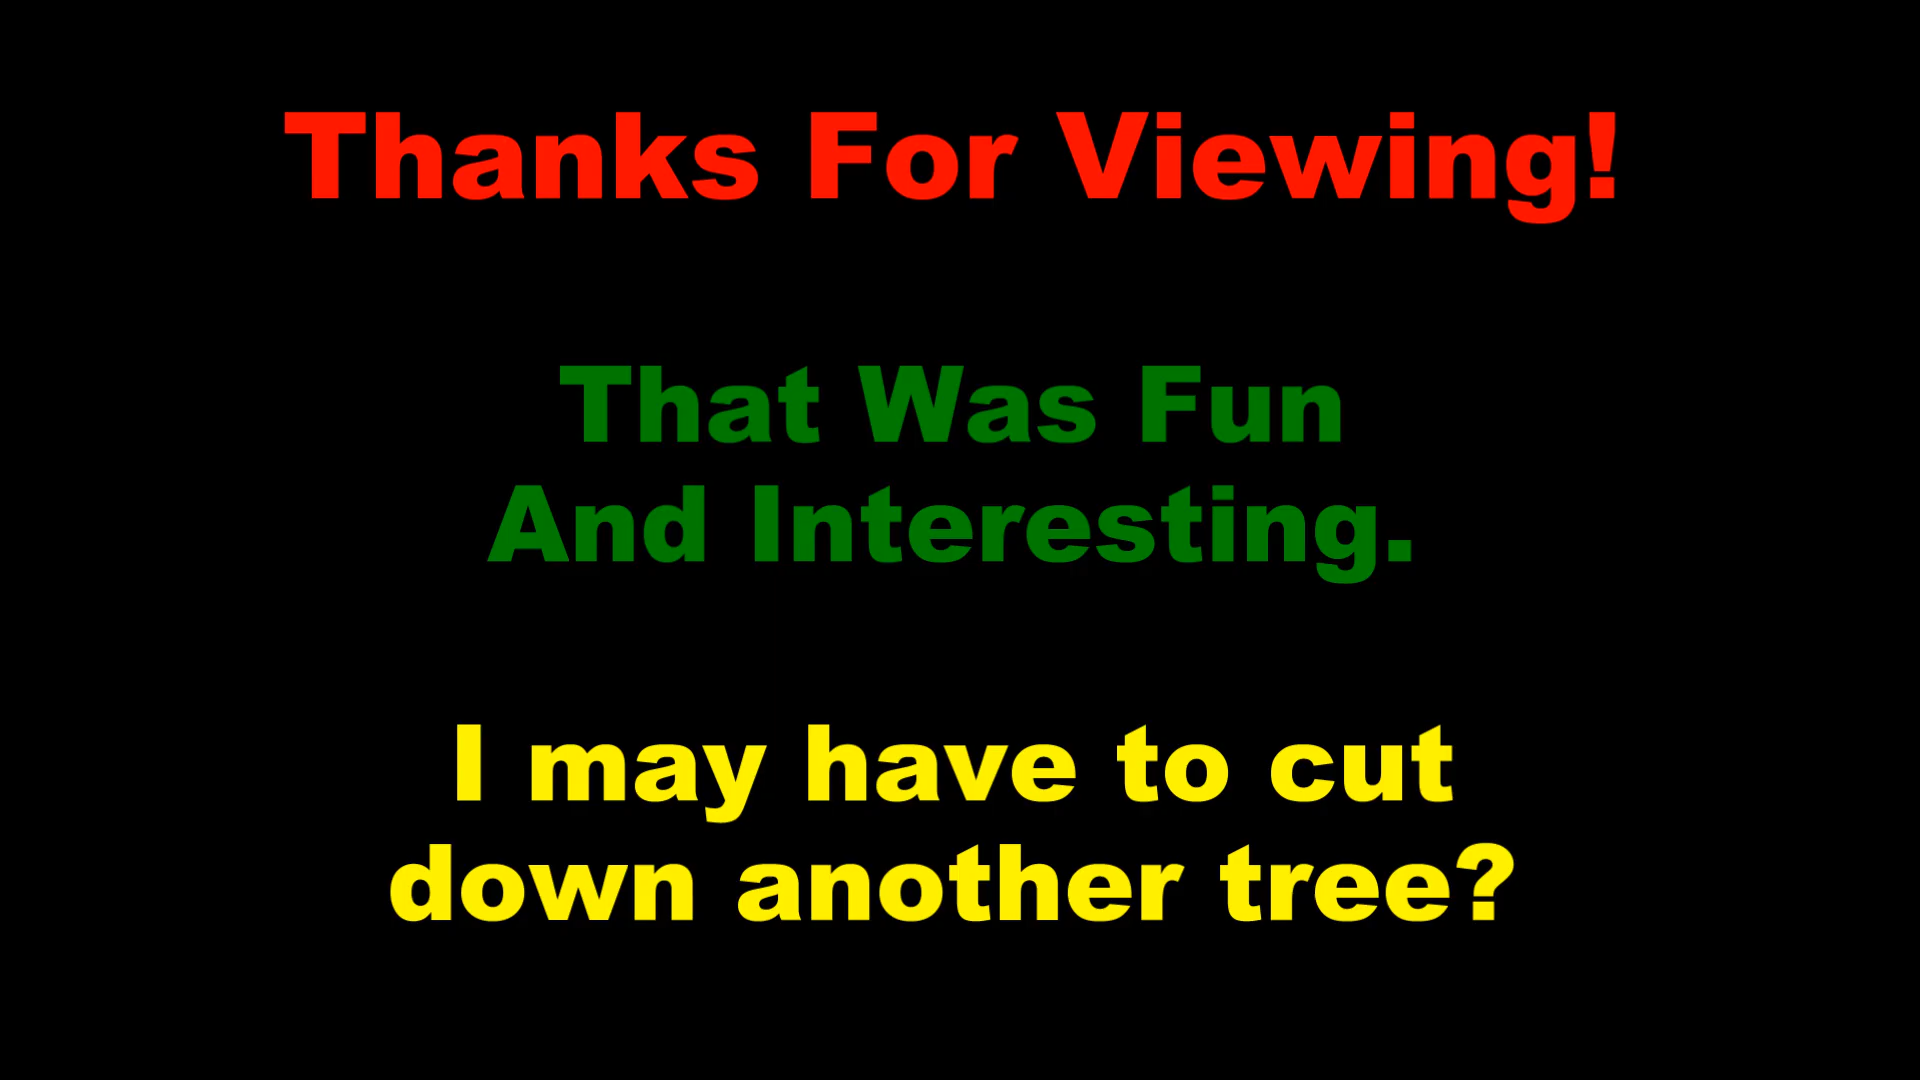 Thanks For Viewing!
That Was Fun
And Interesting.
I may have to cut
down another tree?